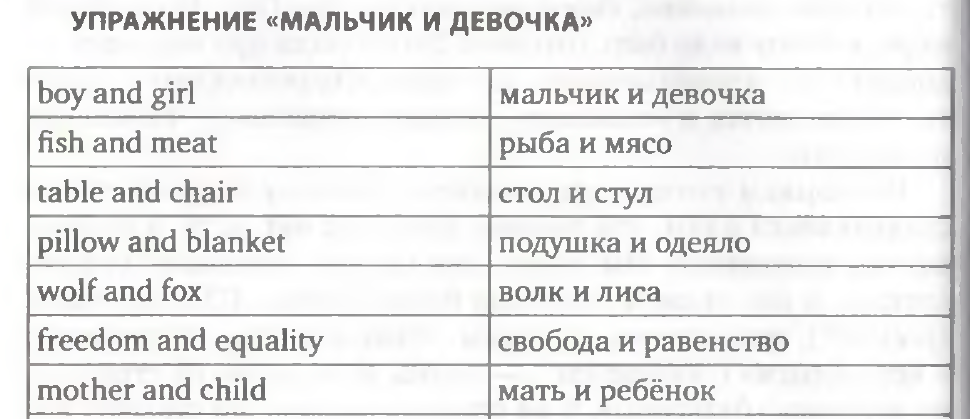 УПРАЖНЕНИЕ «МАЛЬЧИК И ДЕВОЧКА»
boy and girl мальчик и девочка
fish and meat рыба и мясо
table and chair стол и стул
pillow and blanket подушка и одеяло
wolf and fox волк и лиса
freedom and equality свобода и равенство
mother and child мать и ребёнок